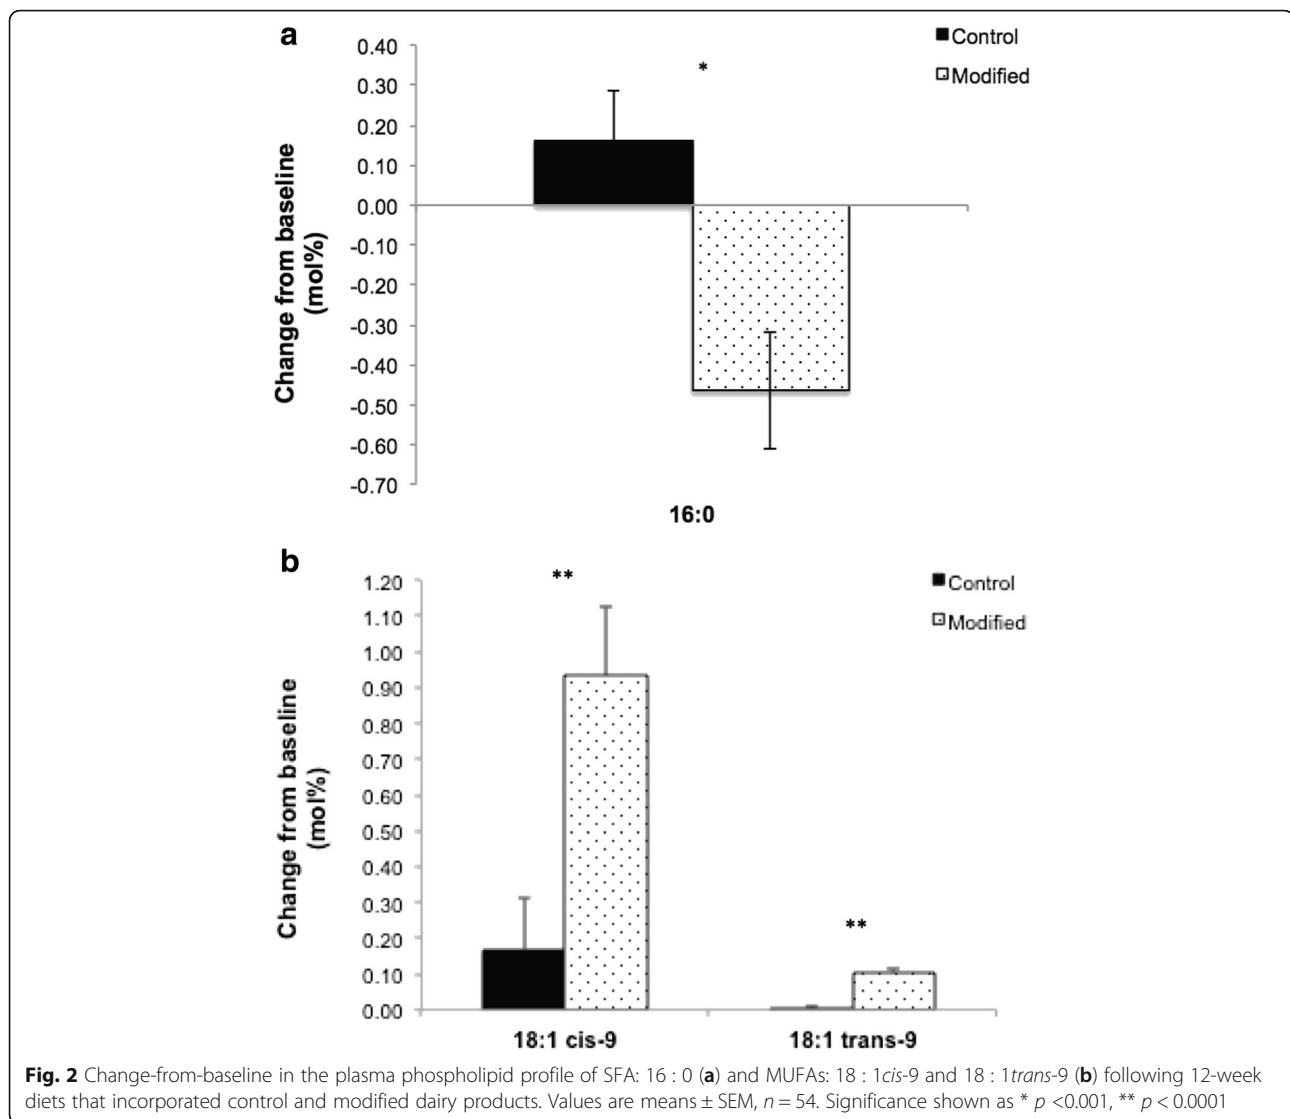 a
Control
Modified
*
0.40
0.30
0.20
0.10
0.00
-0.10
-0.20
-0.30
-0.40
-0.50
-0.60
-0.70
Change from baseline
(mol%)
16:0
b
Control
Modified
**
**
1.20
1.10
1.00
0.90
0.80
0.70
0.60
0.50
0.40
0.30
0.20
0.10
0.00
Change from baseline
(mol%)
18:1 cis-9
18:1 trans-9
Fig. 2 Change-from-baseline in the plasma phospholipid profile of SFA: 16 : 0 (a) and MUFAs: 18 : 1cis-9 and 18 : 1trans-9 (b) following 12-week
diets that incorporated control and modified dairy products. Values are means ± SEM, n = 54. Significance shown as * p <0.001, ** p < 0.0001